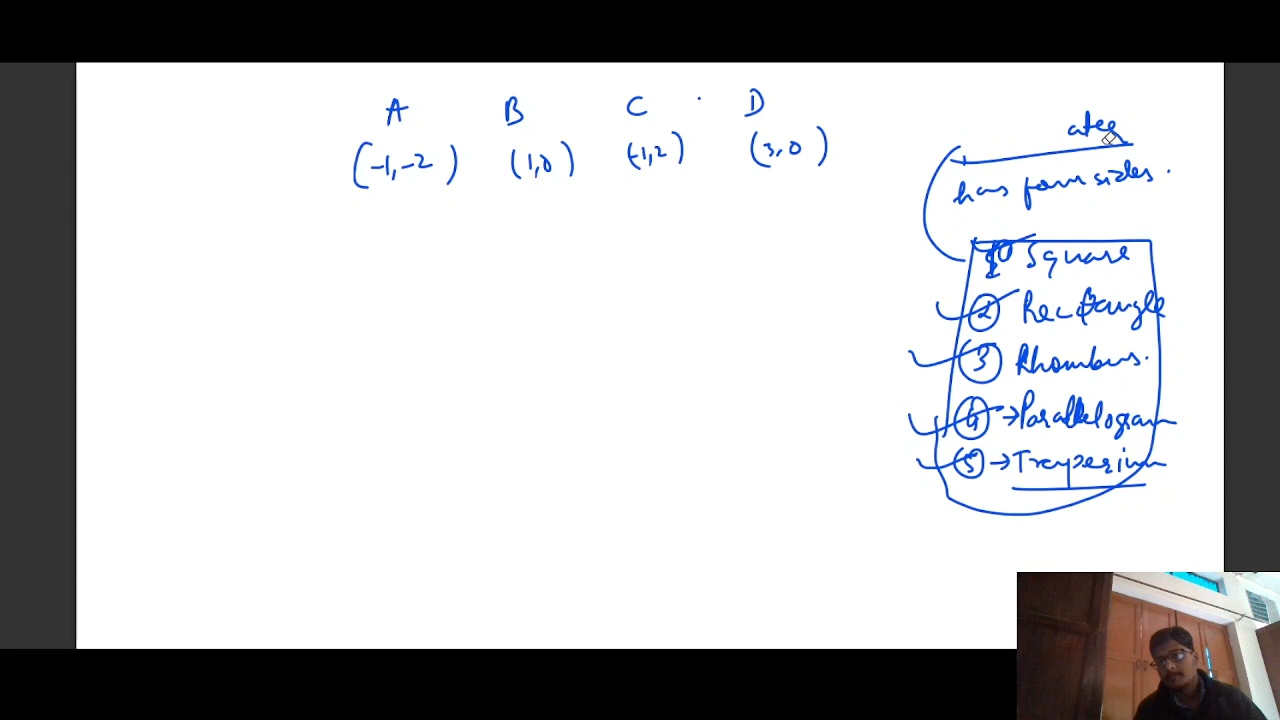 A B C D
(-1,-2) (1,0) (-1,2) (3,0)
has four sides.
Square
② Rectangle
③ Rhombus.
④ → Parallelogram
⑤ → Trapezium